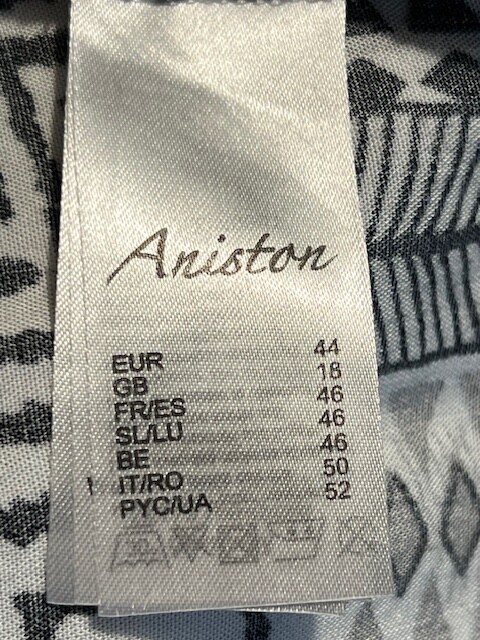 Aniston
EUR 44
GB 18
FR/ES 46
SL/LU 46
BE 46
IT/RO 50
PYC/UA 52